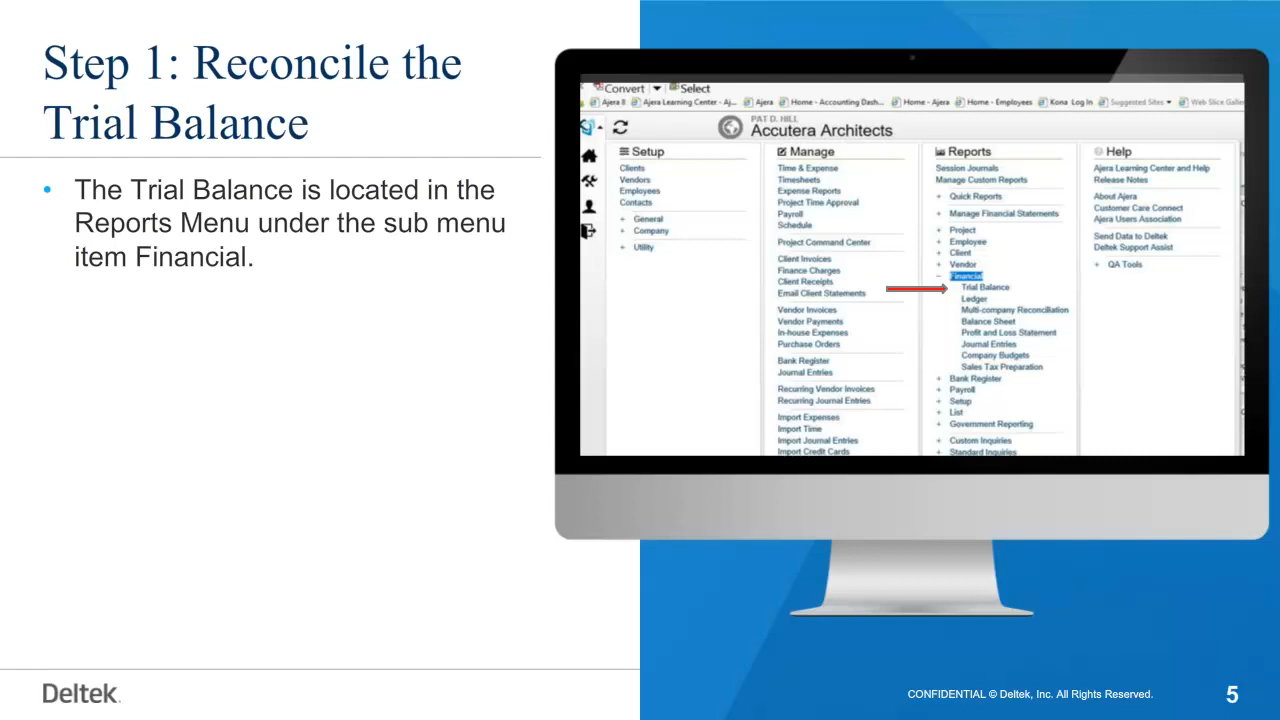 Step 1: Reconcile the
Trial Balance
• The Trial Balance is located in the
Reports Menu under the sub menu
item Financial.
Convert Select
Ajera 8 Ajera Learning Center - Aj... Ajera Home - Accounting Dash... Home - Ajera Home - Employees Kona Log In Suggested Sites Web Slice Galler
PAT D. HILL
Accutera Architects
Setup
Clients
Vendors
Employees
Contacts
+ General
+ Company
+ Utility
Manage
Time & Expense
Timesheets
Expense Reports
Project Time Approval
Payroll
Schedule
Project Command Center
Client Invoices
Finance Charges
Client Receipts
Email Client Statements
Vendor Invoices
Vendor Payments
In-house Expenses
Purchase Orders
Bank Register
Journal Entries
Recurring Vendor Invoices
Recurring Journal Entries
Import Expenses
Import Time
Import Journal Entries
Import Credit Cards
Reports
Session Journals
Manage Custom Reports
+ Quick Reports
+ Manage Financial Statements
+ Project
+ Employee
+ Client
+ Vendor
− Financial
Trial Balance
Ledger
Multi-company Reconciliation
Balance Sheet
Profit and Loss Statement
Journal Entries
Company Budgets
Sales Tax Preparation
+ Bank Register
+ Payroll
+ Setup
+ List
+ Government Reporting
+ Custom Inquiries
+ Standard Inquiries
Help
Ajera Learning Center and Help
Release Notes
About Ajera
Customer Care Connect
Ajera Users Association
Send Data to Deltek
Deltek Support Assist
+ QA Tools
Deltek.
CONFIDENTIAL © Deltek, Inc. All Rights Reserved.
5